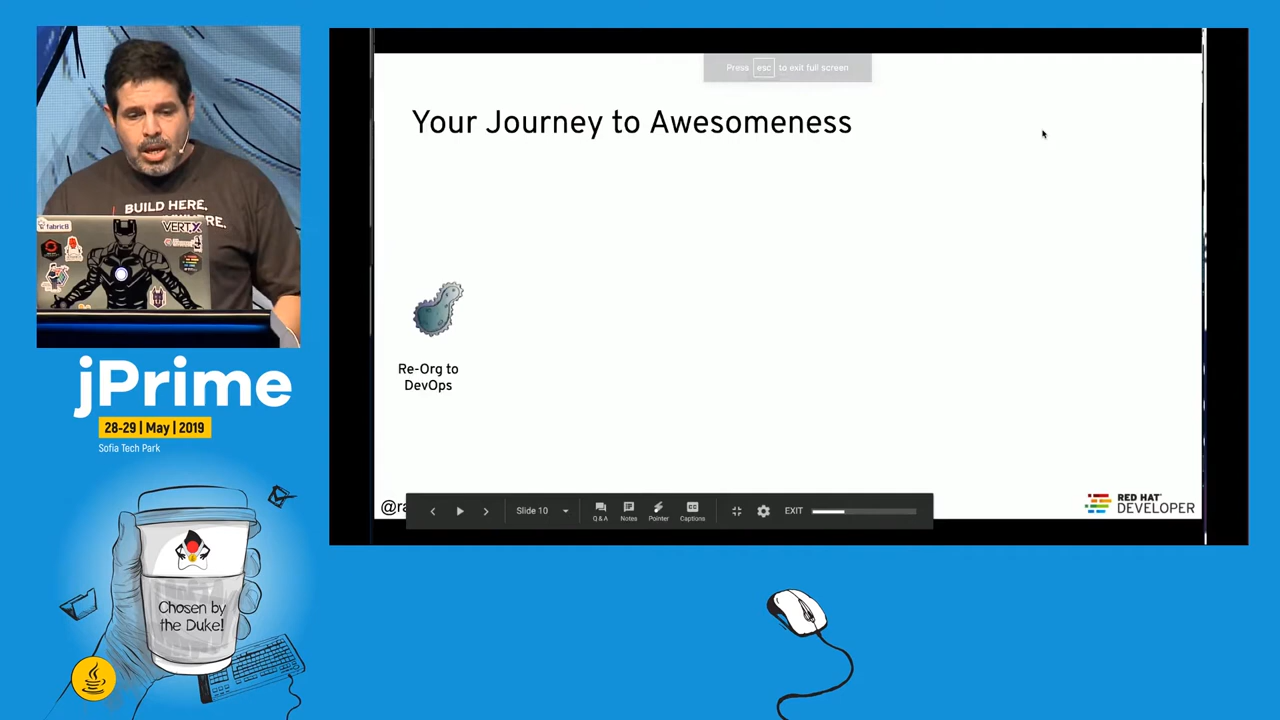 BUILD HERE.
RE.
fabric8
VERT.X
jPrime
28-29 | May | 2019
Sofia Tech Park
Chosen by
the Duke!
Press esc to exit full screen
Your Journey to Awesomeness
Re-Org to
DevOps
@ra
Slide 10
Q & A
Notes
Pointer
CC
Captions
EXIT
RED HAT
DEVELOPER